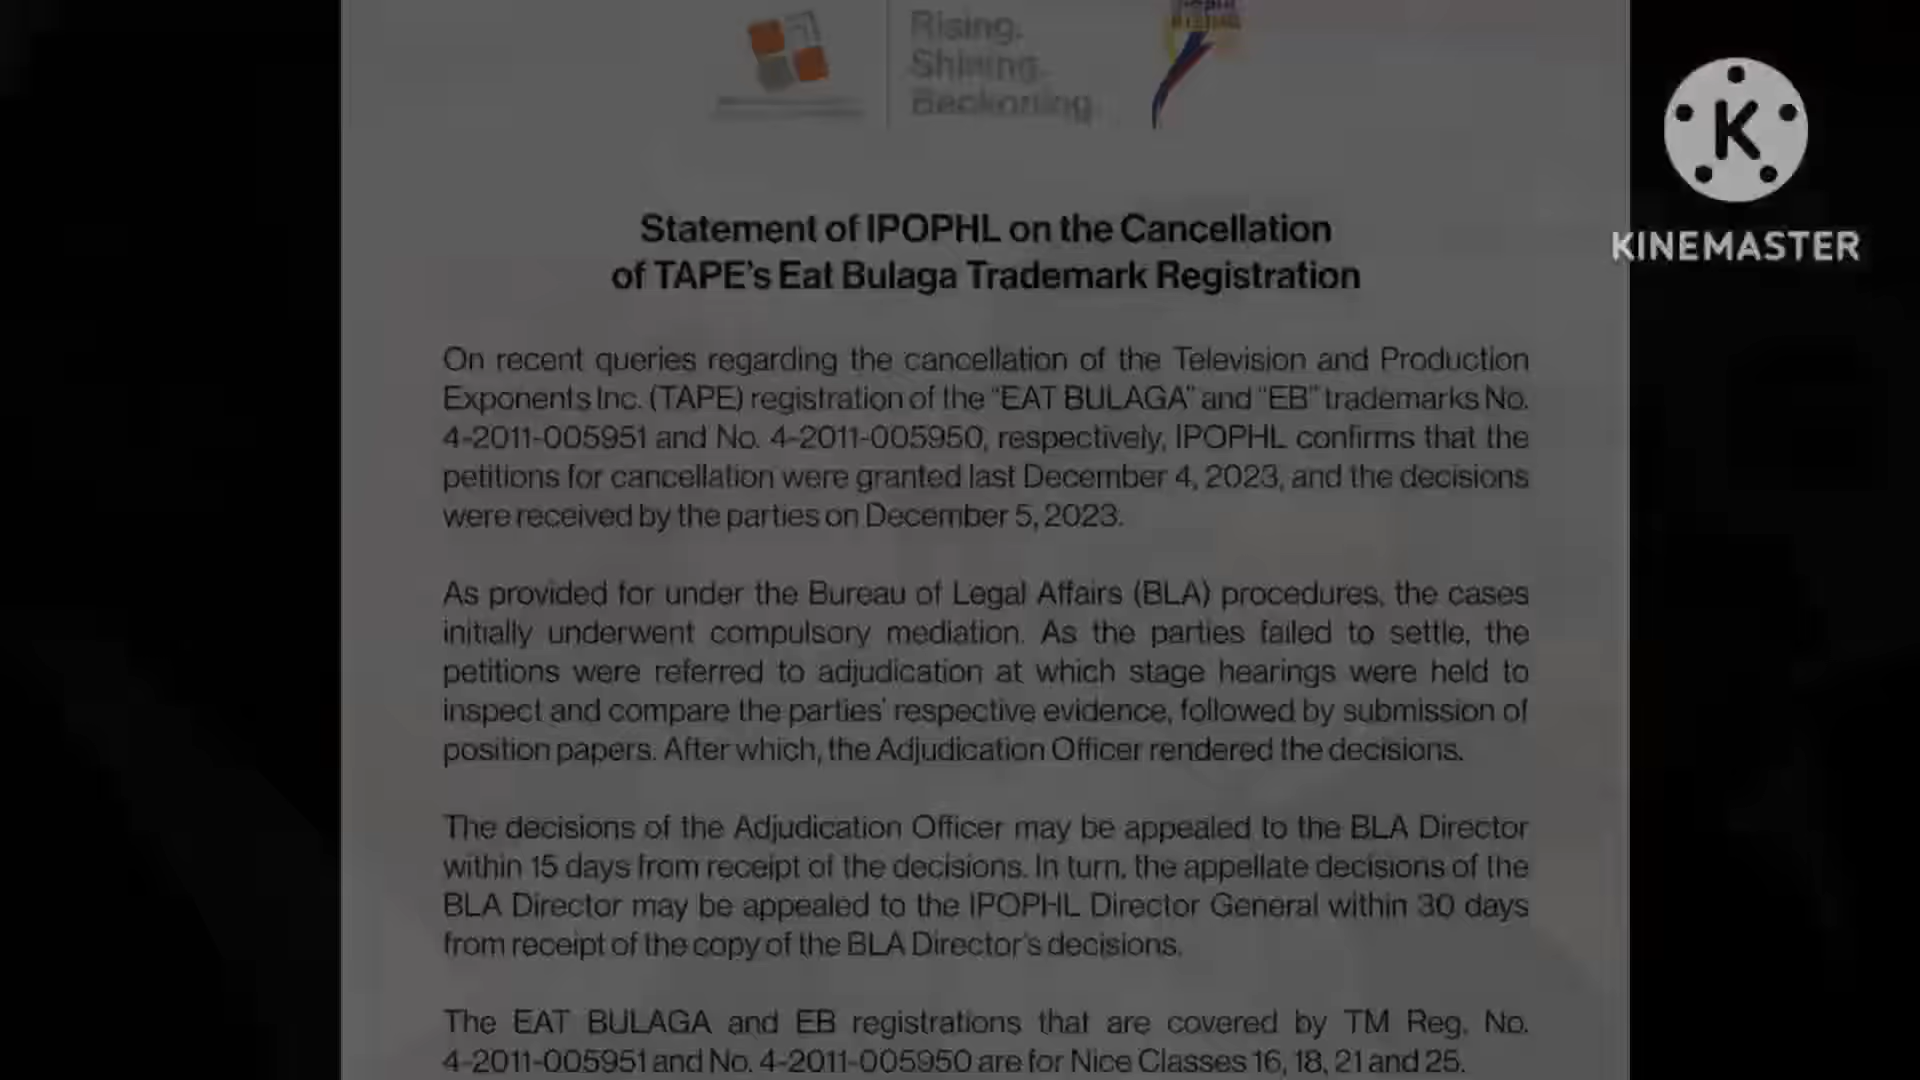 Rising.
Shining.
Beckoning.
KINEMASTER
Statement of IPOPHL on the Cancellation
of TAPE's Eat Bulaga Trademark Registration
On recent queries regarding the cancellation of the Television and Production
Exponents Inc. (TAPE) registration of the "EAT BULAGA" and "EB" trademarks No.
4-2011-005951 and No. 4-2011-005950, respectively, IPOPHL confirms that the
petitions for cancellation were granted last December 4, 2023, and the decisions
were received by the parties on December 5, 2023.
As provided for under the Bureau of Legal Affairs (BLA) procedures, the cases
initially underwent compulsory mediation. As the parties failed to settle, the
petitions were referred to adjudication at which stage hearings were held to
inspect and compare the parties' respective evidence, followed by submission of
position papers. After which, the Adjudication Officer rendered the decisions.
The decisions of the Adjudication Officer may be appealed to the BLA Director
within 15 days from receipt of the decisions. In turn, the appellate decisions of the
BLA Director may be appealed to the IPOPHL Director General within 30 days
from receipt of the copy of the BLA Director's decisions.
The EAT BULAGA and EB registrations that are covered by TM Reg. No.
4-2011-005951 and No. 4-2011-005950 are for Nice Classes 16, 18, 21 and 25.